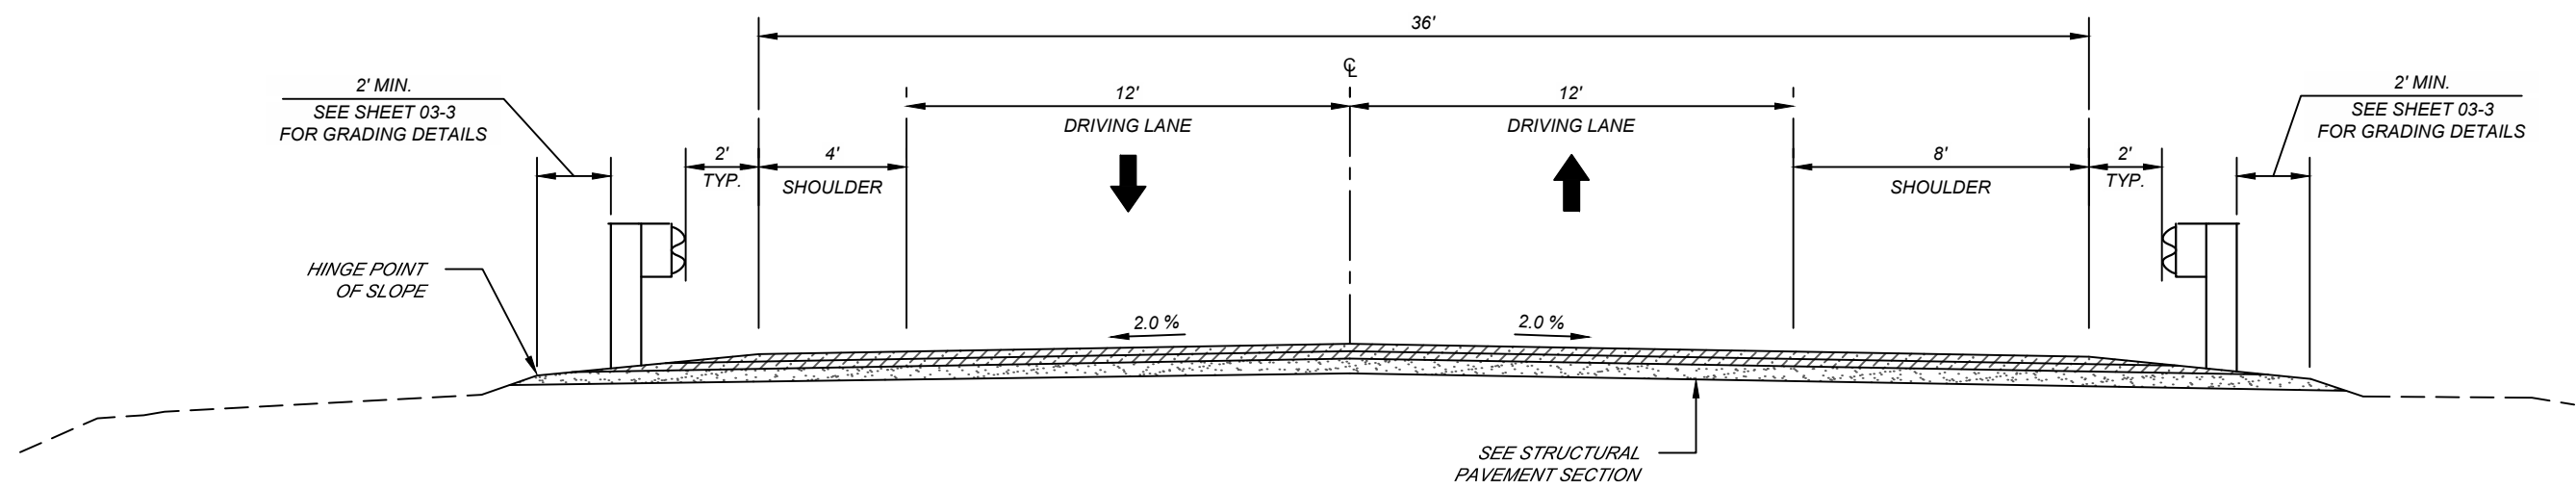 36'
℄
2' MIN.
SEE SHEET 03-3
FOR GRADING DETAILS
12'
DRIVING LANE
12'
DRIVING LANE
2' MIN.
SEE SHEET 03-3
FOR GRADING DETAILS
2'
TYP.
4'
SHOULDER
8'
SHOULDER
2'
TYP.
HINGE POINT
OF SLOPE
2.0 %
2.0 %
SEE STRUCTURAL
PAVEMENT SECTION